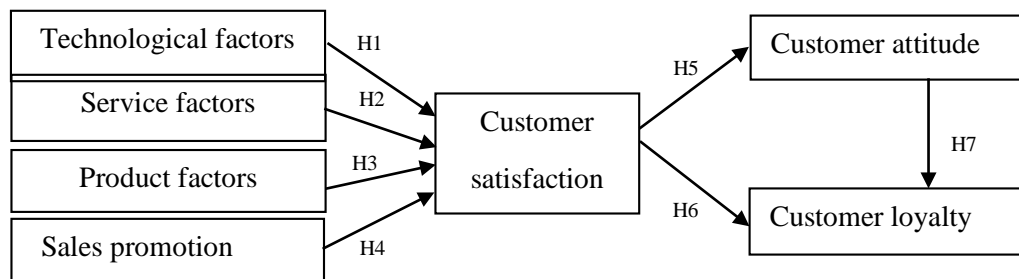 Technological factors
H1
Service factors
H2
Product factors
H3
Sales promotion
H4
Customer
satisfaction
H5
H6
Customer attitude
H7
Customer loyalty